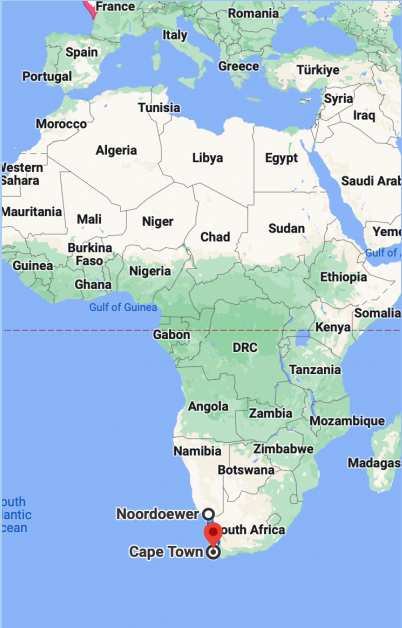 France
Romania
Italy
Spain
Greece
Türkiye
Portugal
Syria
Tunisia
Iraq
Morocco
Algeria
Libya
Egypt
Western
Sahara
Saudi Arab
Mauritania
Mali
Niger
Chad
Sudan
Yeme
Burkina
Faso
Gulf of A
Guinea
Nigeria
Ethiopia
Ghana
Gulf of Guinea
Somalia
Kenya
Gabon
DRC
Tanzania
Angola
Zambia
Mozambique
Zimbabwe
Namibia
Madagas
Botswana
outh
antic
cean
Noordoewer
outh Africa
Cape Town